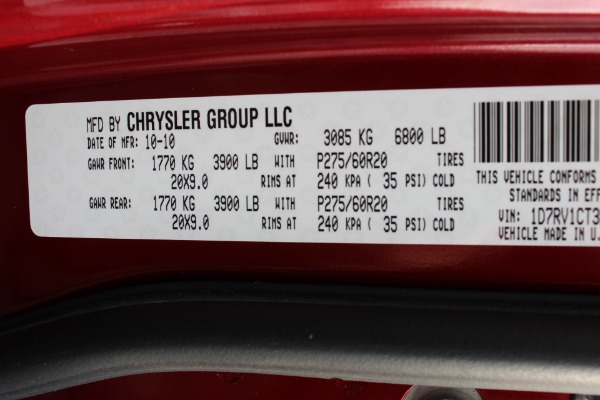 MFD BY CHRYSLER GROUP LLC
DATE OF MFR: 10-10 GVWR: 3085 KG 6800 LB
GAWR FRONT: 1770 KG 3900 LB WITH P275/60R20 TIRES
20X9.0 RIMS AT 240 KPA ( 35 PSI) COLD
GAWR REAR: 1770 KG 3900 LB WITH P275/60R20 TIRES
20X9.0 RIMS AT 240 KPA ( 35 PSI) COLD
THIS VEHICLE CONFORMS
STANDARDS IN EFF
VIN: 1D7RV1CT3
VEHICLE MADE IN U.